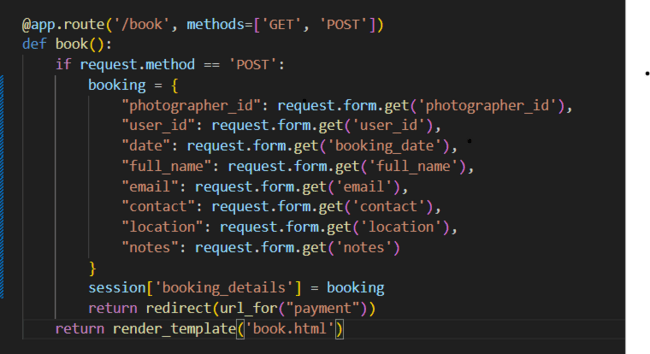 @app.route('/book', methods=['GET', 'POST'])
def book():
    if request.method == 'POST':
        booking = {
            "photographer_id": request.form.get('photographer_id'),
            "user_id": request.form.get('user_id'),
            "date": request.form.get('booking_date'),
            "full_name": request.form.get('full_name'),
            "email": request.form.get('email'),
            "contact": request.form.get('contact'),
            "location": request.form.get('location'),
            "notes": request.form.get('notes')
        }
        session['booking_details'] = booking
        return redirect(url_for("payment"))
    return render_template('book.html')